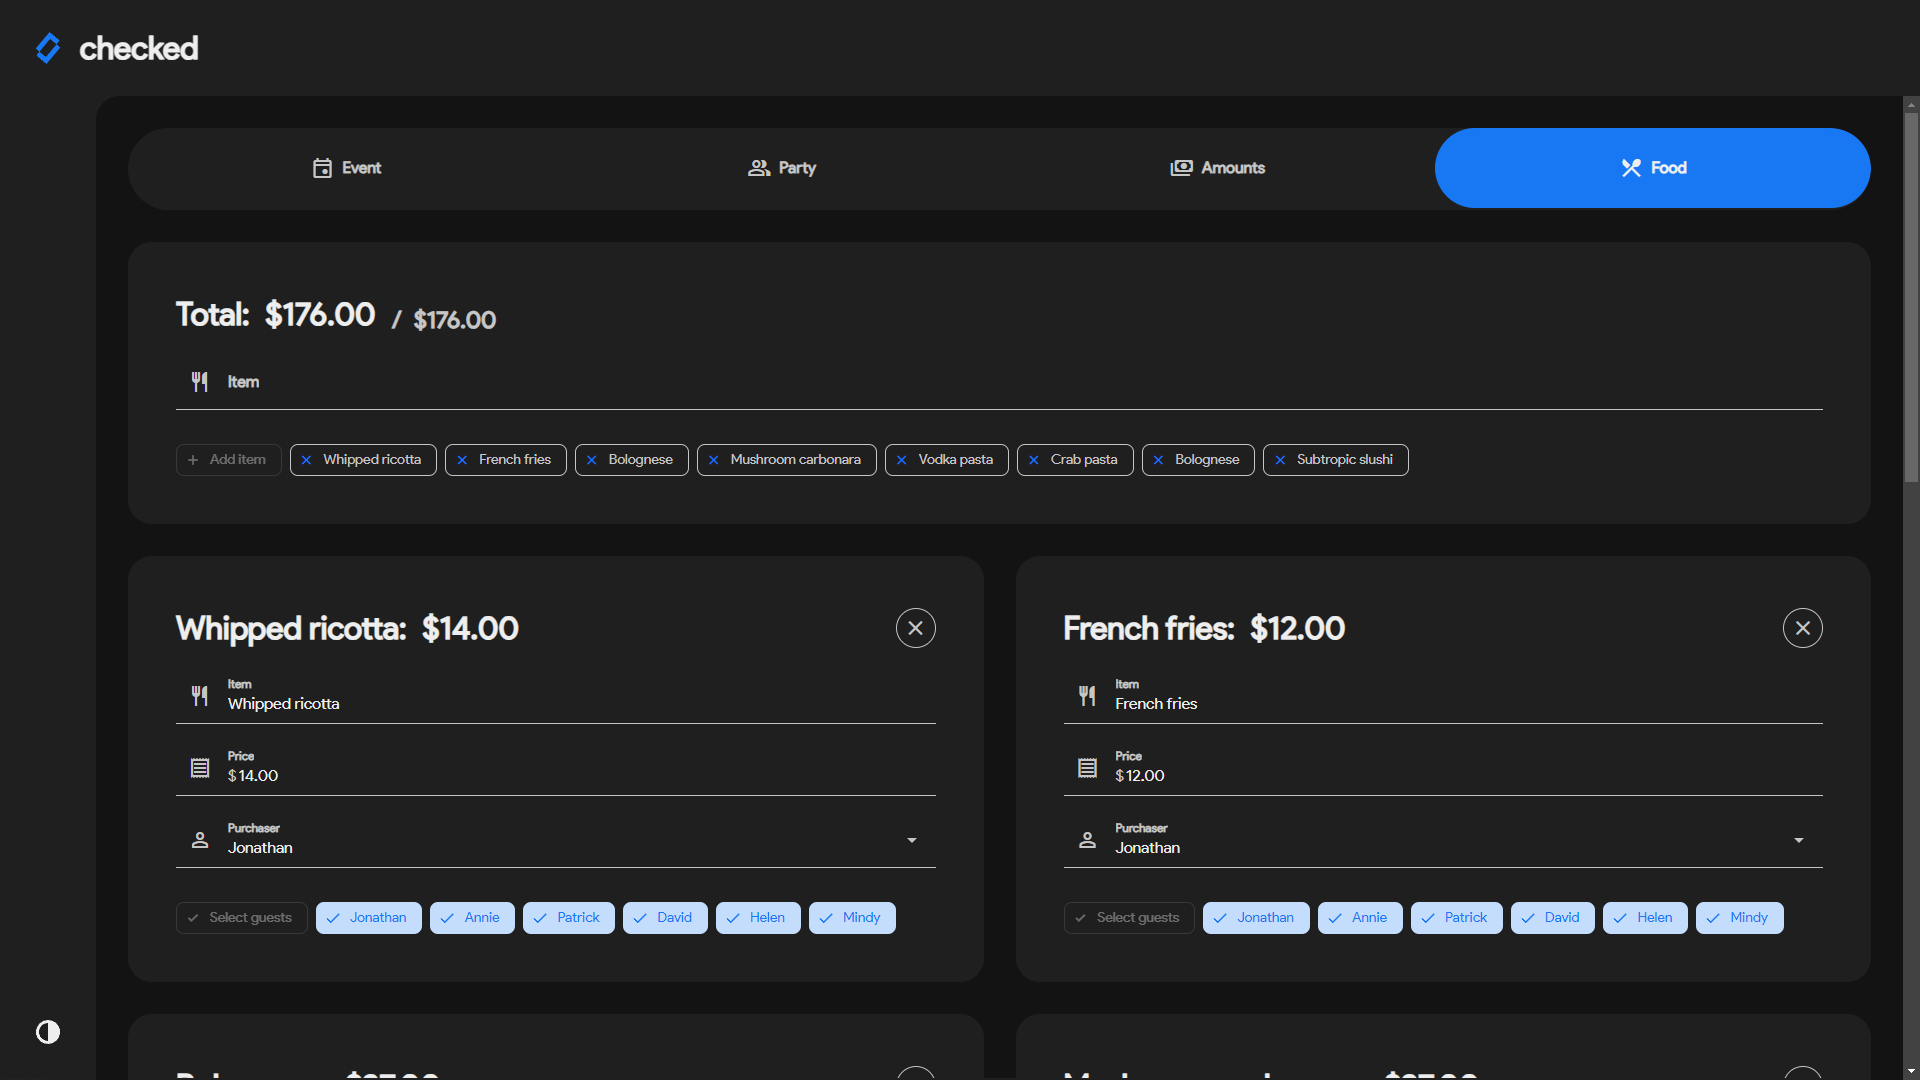 checked
Event Party Amounts Food
Total: $176.00 / $176.00
Item
Add item Whipped ricotta French fries Bolognese Mushroom carbonara Vodka pasta Crab pasta Bolognese Subtropic slushi
Whipped ricotta: $14.00
Item
Whipped ricotta
Price
$14.00
Purchaser
Jonathan
Select guests Jonathan Annie Patrick David Helen Mindy
French fries: $12.00
Item
French fries
Price
$12.00
Purchaser
Jonathan
Select guests Jonathan Annie Patrick David Helen Mindy